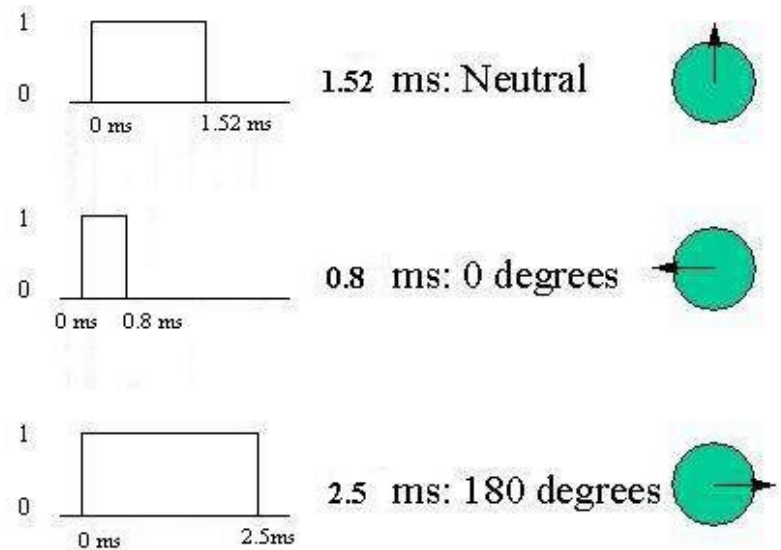 1
1.52 ms: Neutral
0
0 ms 1.52 ms
1
0.8 ms: 0 degrees
0
0 ms 0.8 ms
1
2.5 ms: 180 degrees
0
0 ms 2.5ms